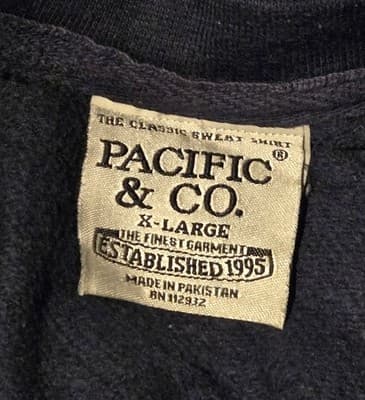 THE CLASSIC SWEAT SHIRT
PACIFIC®
& CO.
X-LARGE
THE FINEST GARMENT
ESTABLISHED 1995
MADE IN PAKISTAN
RN 112932